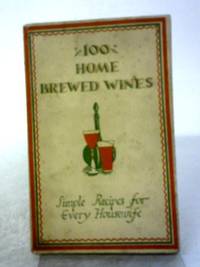 100
HOME
BREWED WINES
Simple Recipes for
Every Housewife